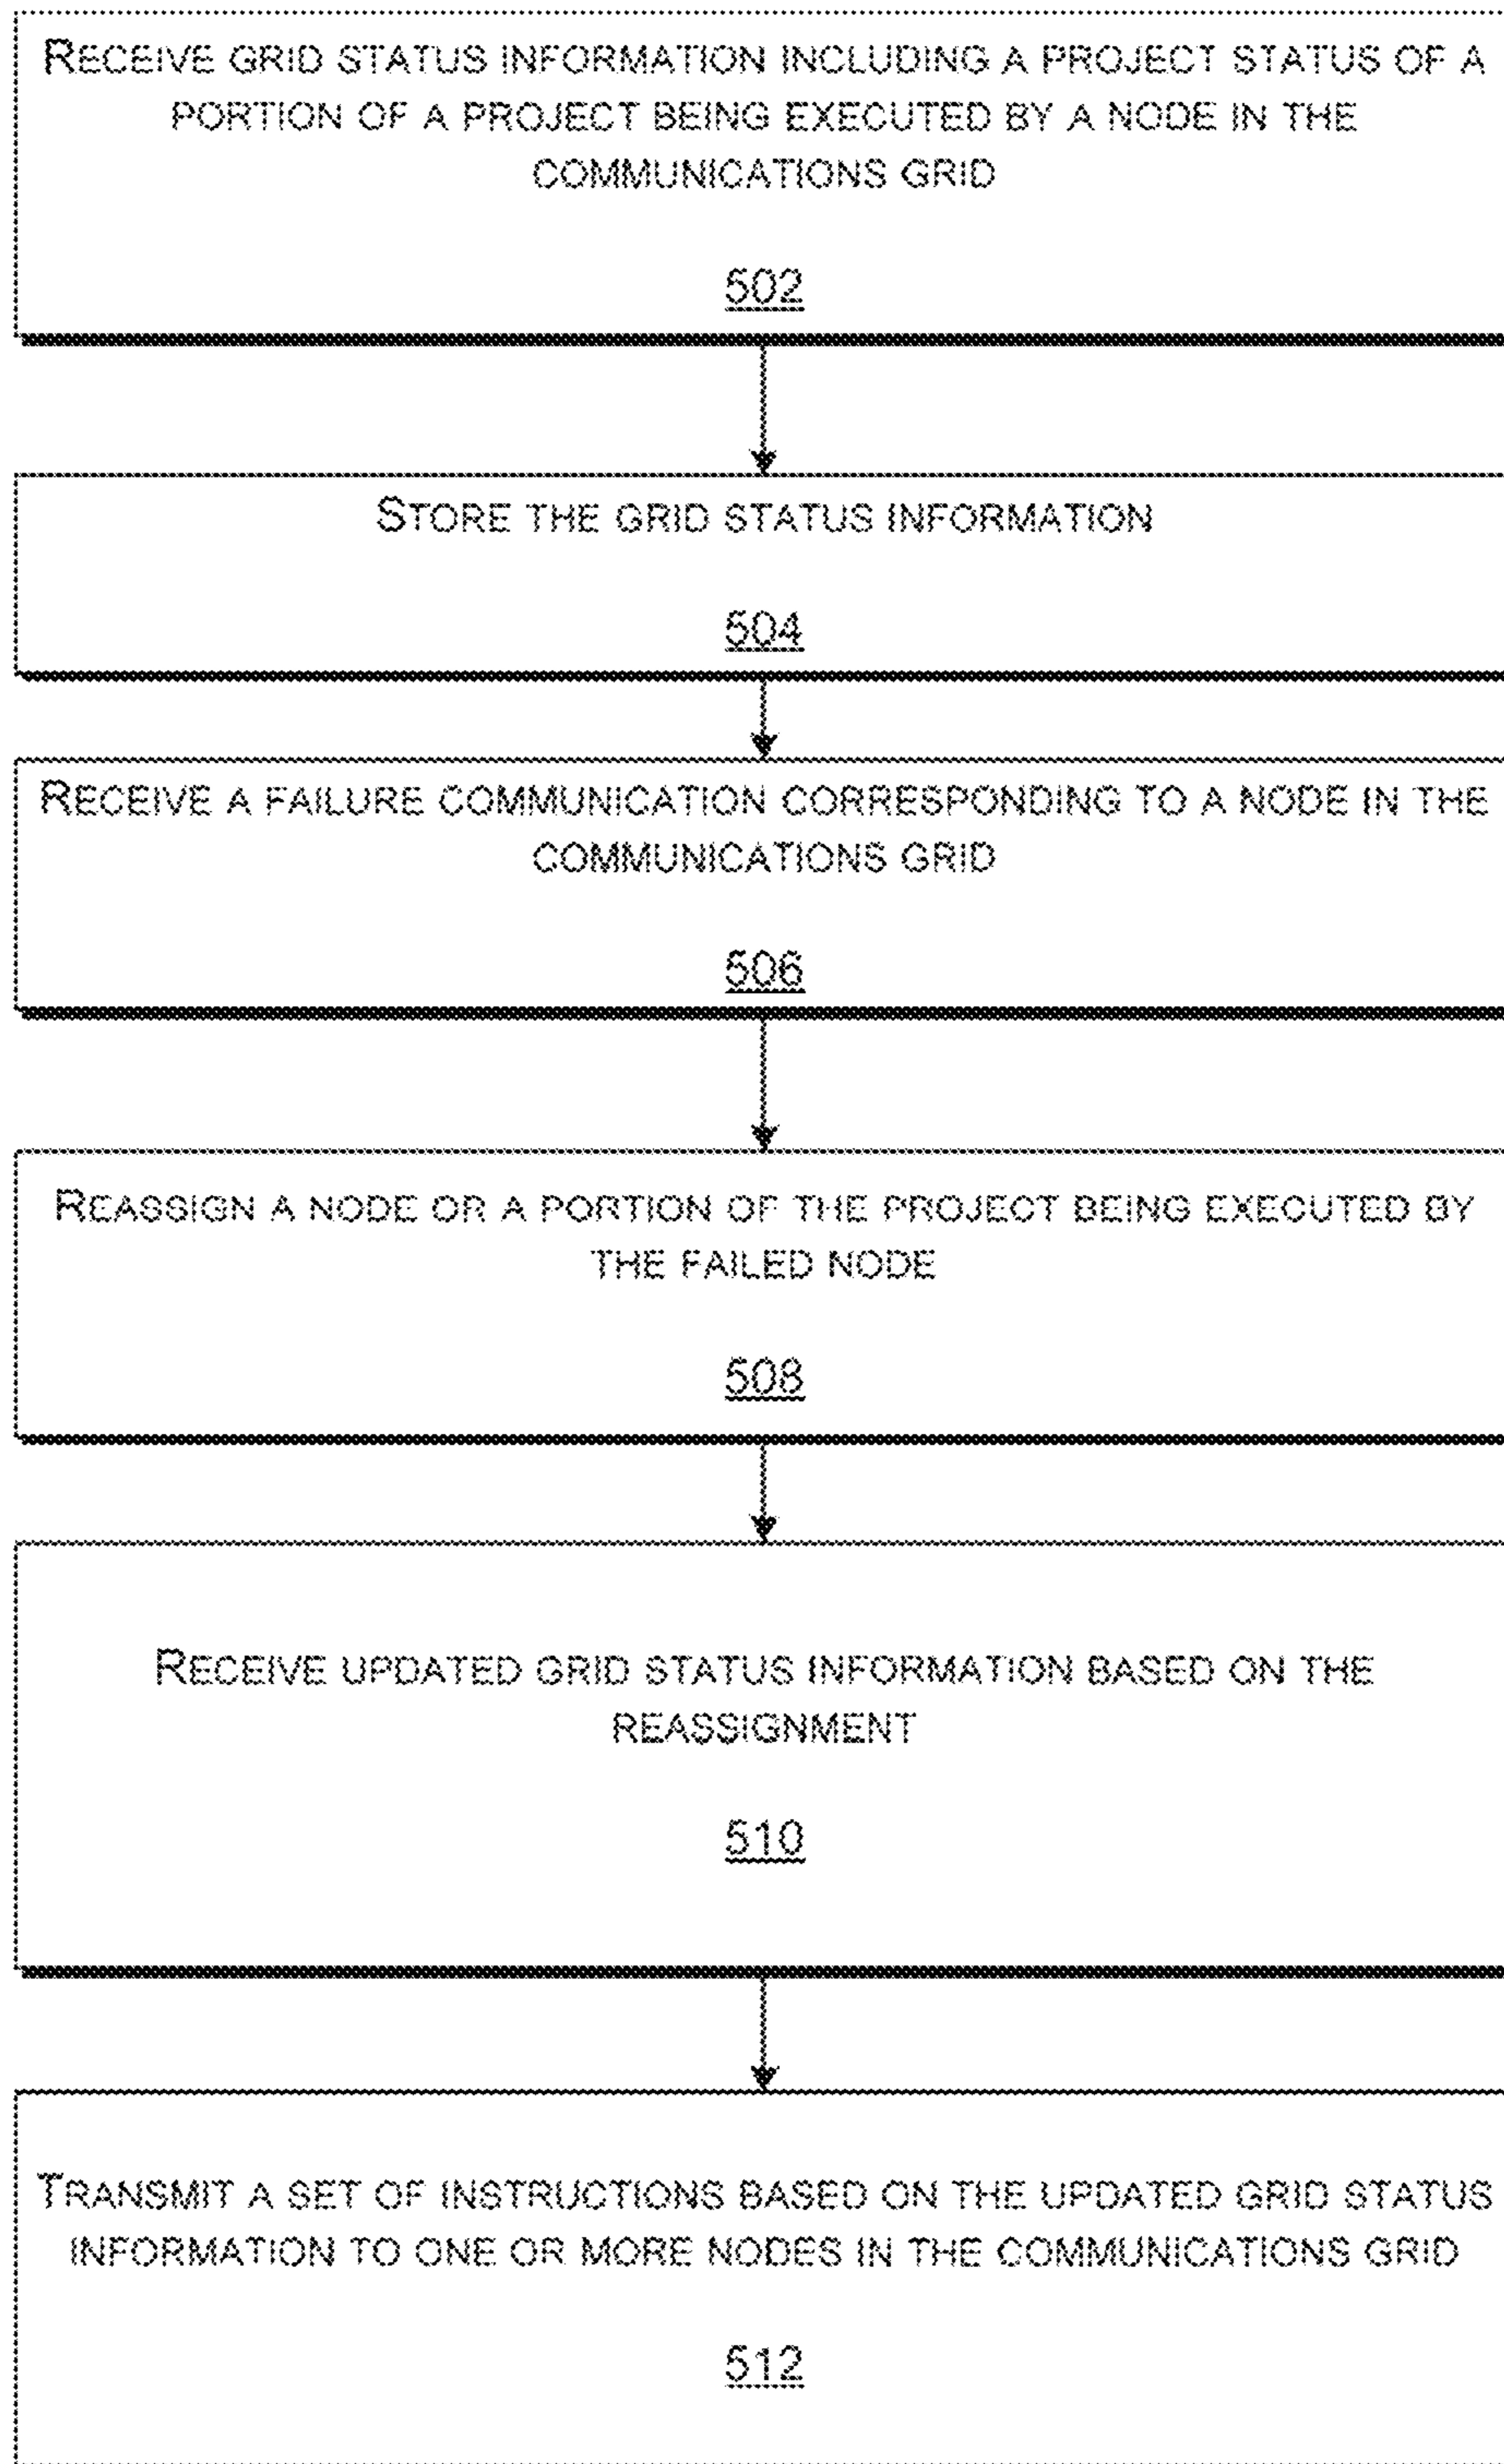 RECEIVE GRID STATUS INFORMATION INCLUDING A PROJECT STATUS OF A
PORTION OF A PROJECT BEING EXECUTED BY A NODE IN THE
COMMUNICATIONS GRID
502
STORE THE GRID STATUS INFORMATION
504
RECEIVE A FAILURE COMMUNICATION CORRESPONDING TO A NODE IN THE
COMMUNICATIONS GRID
506
REASSIGN A NODE OR A PORTION OF THE PROJECT BEING EXECUTED BY
THE FAILED NODE
508
RECEIVE UPDATED GRID STATUS INFORMATION BASED ON THE
REASSIGNMENT
510
TRANSMIT A SET OF INSTRUCTIONS BASED ON THE UPDATED GRID STATUS
INFORMATION TO ONE OR MORE NODES IN THE COMMUNICATIONS GRID
512